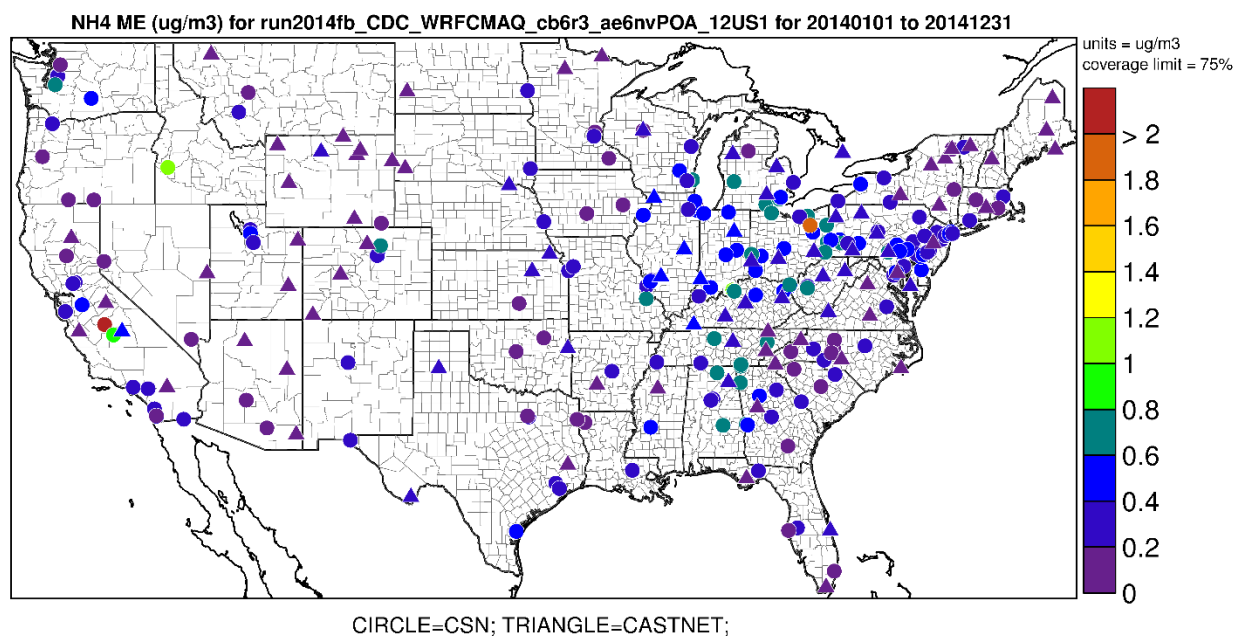 NH4 ME (ug/m3) for run2014fb_CDC_WRFCMAQ_cb6r3_ae6nvPOA_12US1 for 20140101 to 20141231
units = ug/m3
coverage limit = 75%
> 2
1.8
1.6
1.4
1.2
1
0.8
0.6
0.4
0.2
0
CIRCLE=CSN; TRIANGLE=CASTNET;